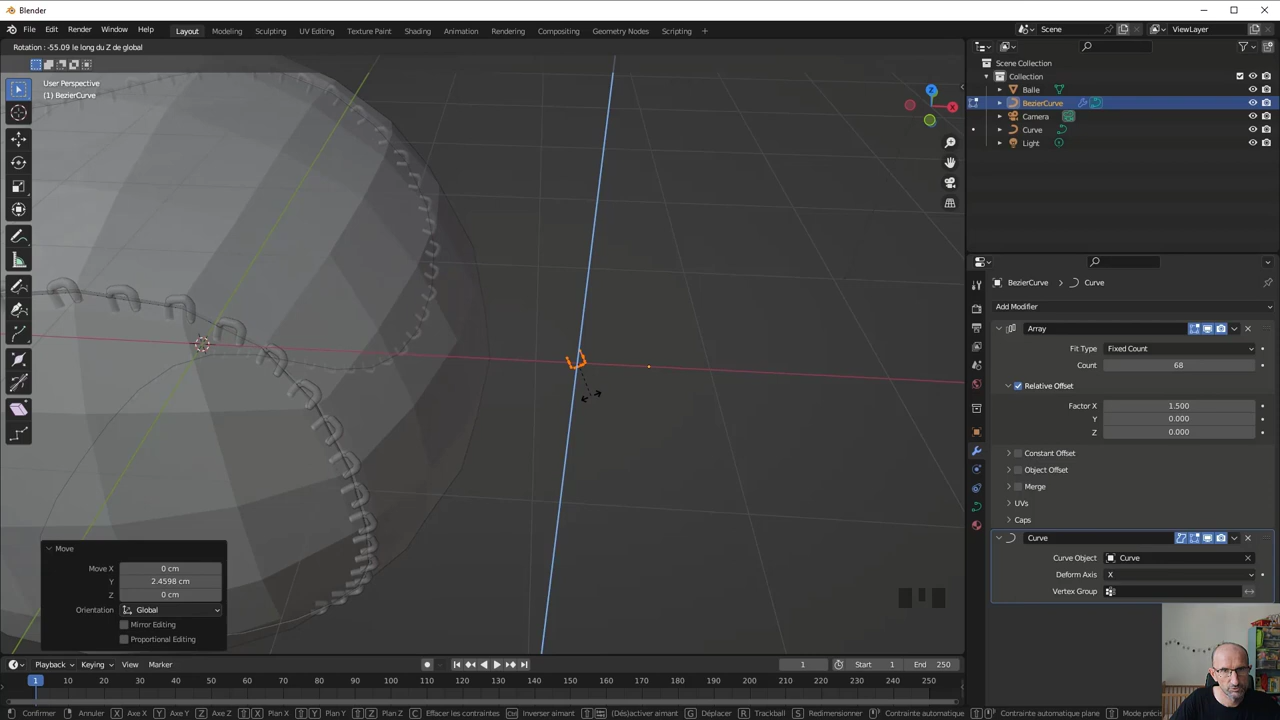 Blender
File Edit Render Window Help
Layout Modeling Sculpting UV Editing Texture Paint Shading Animation Rendering Compositing Geometry Nodes Scripting +
Scene ViewLayer
Rotation : -55.09 le long du Z de global
User Perspective
(1) BezierCurve
Z
X
Scene Collection
Collection
Balle
BezierCurve
Camera
Curve
Light
BezierCurve > Curve
Add Modifier
Array
Fit Type Fixed Count
Count 68
Relative Offset
Factor X 1.500
Y 0.000
Z 0.000
Constant Offset
Object Offset
Merge
UVs
Caps
Curve
Curve Object Curve
Deform Axis X
Vertex Group
Move
Move X 0 cm
Y 2.4598 cm
Z 0 cm
Orientation Global
Mirror Editing
Proportional Editing
Playback Keying View Marker
1 Start 1 End 250
1 10 20 30 40 50 60 70 80 90 100 110 120 130 140 150 160 170 180 190 200 210 220 230 240 250
Confirmer Annuler X Axe X Y Axe Y Z Axe Z X Plan X Y Plan Y Z Plan Z C Effacer les contraintes Inverser aimanter (Dés)activer aimant G Déplacer R Trackball S Redimensionner Contrainte automatique Contrainte automatique plane Mode précis